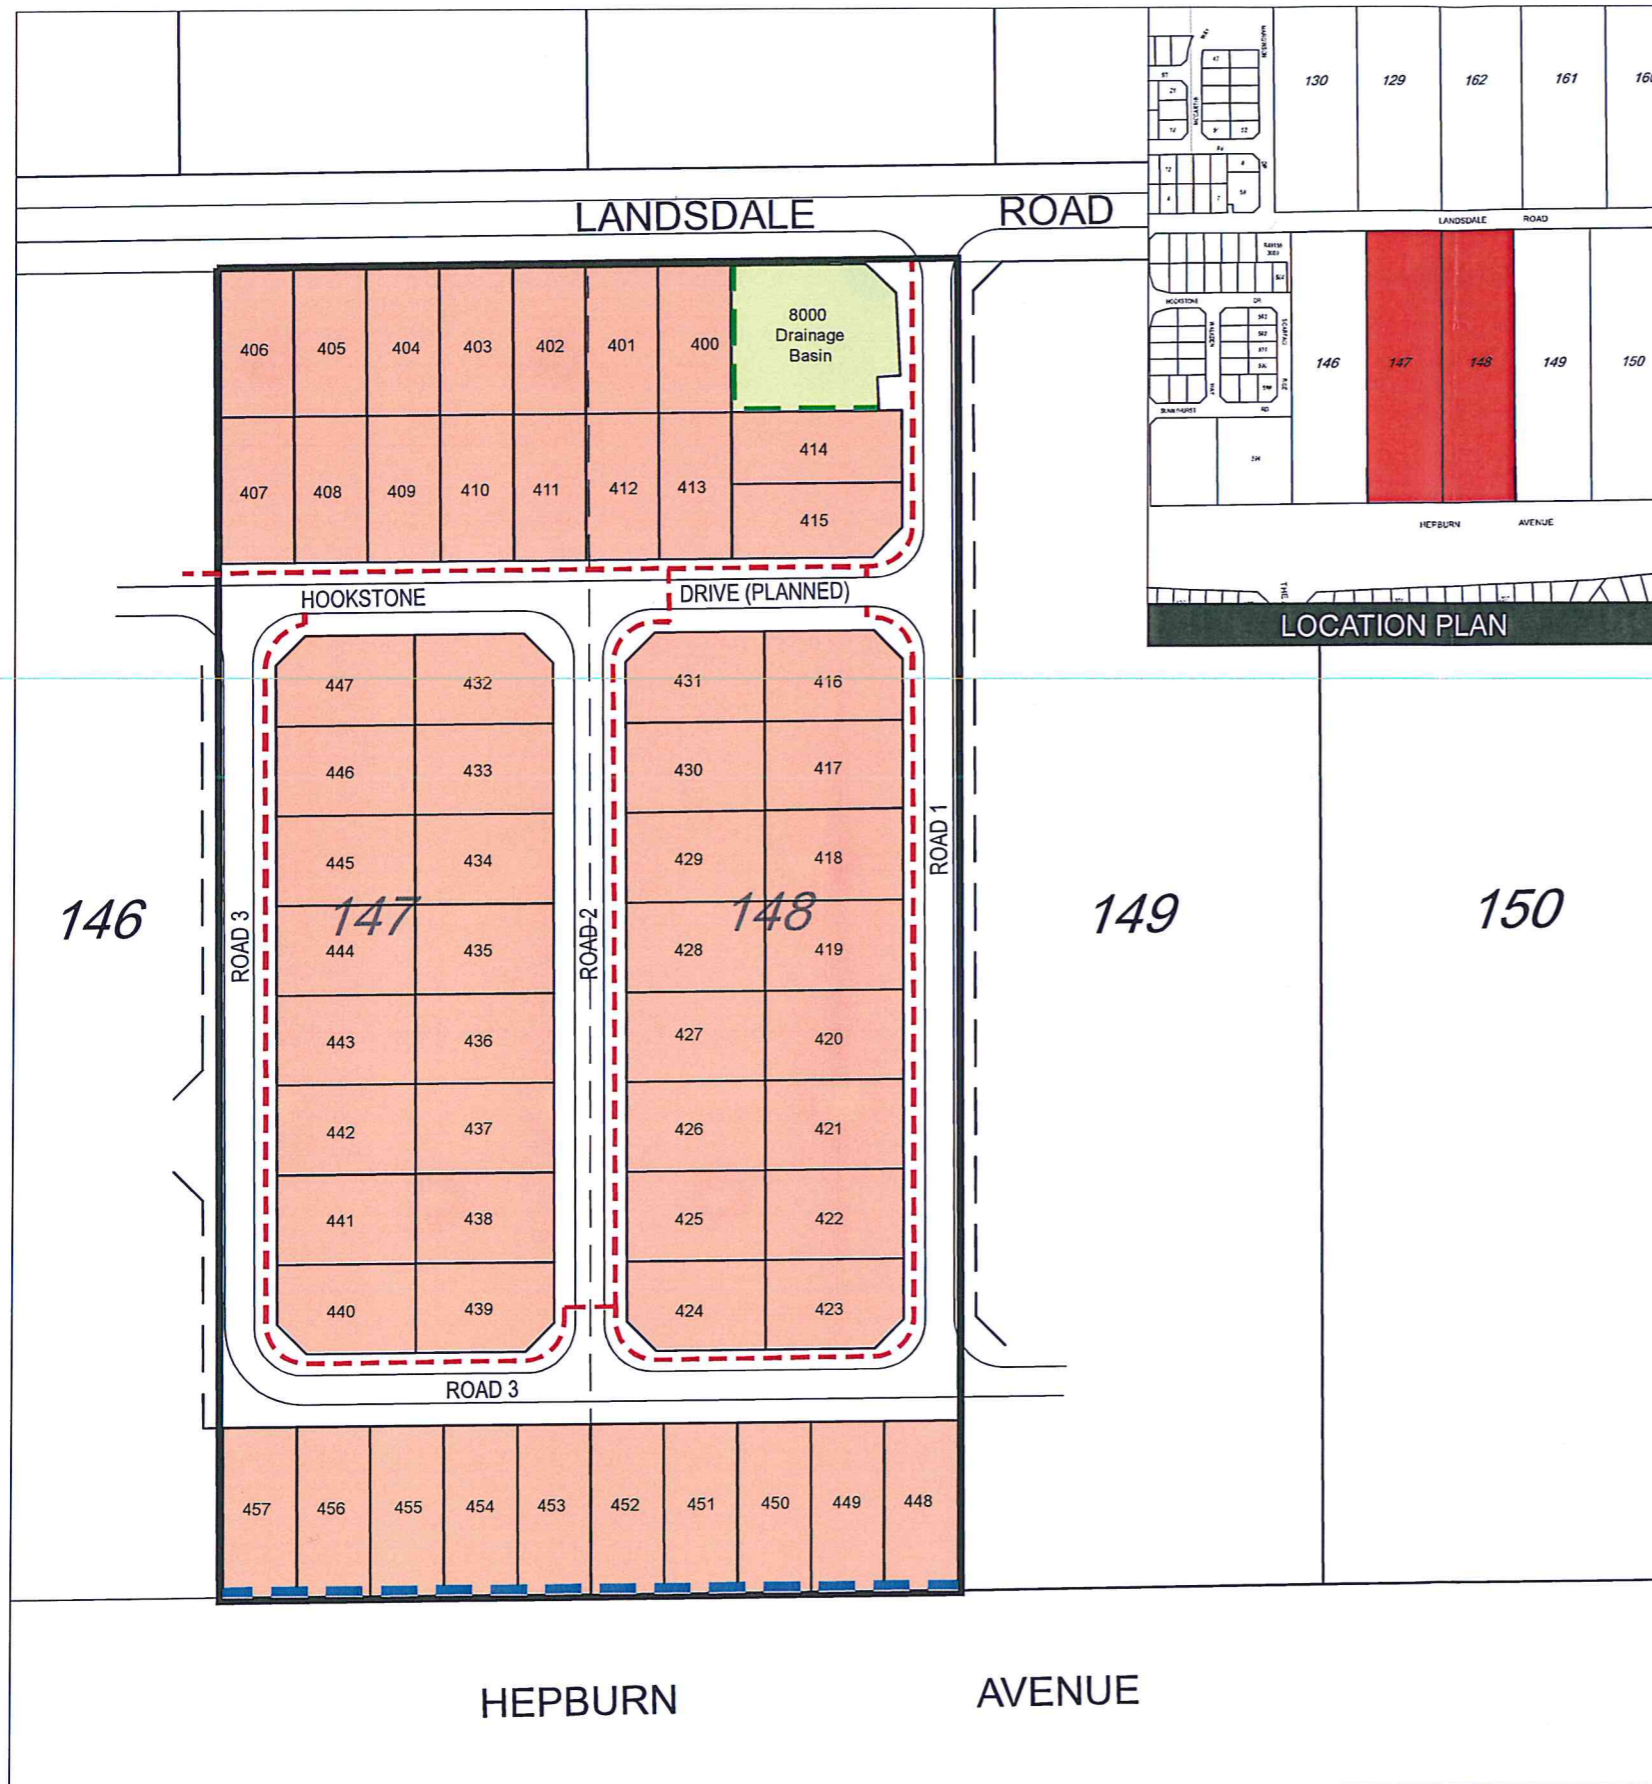 LANDSDALE ROAD
406 405 404 403 402 401 400
8000
Drainage
Basin
414
407 408 409 410 411 412 413
415
HOOKSTONE DRIVE (PLANNED)
447 432 431 416
446 433 430 417
445 434 429 418
ROAD 1
146 147 148 149 150
ROAD 3
ROAD 2
444 435 428 419
443 436 427 420
442 437 426 421
441 438 425 422
440 439 424 423
ROAD 3
457 456 455 454 453 452 451 450 449 448
HEPBURN AVENUE
130 129 162 161
LANDSDALE ROAD
HOOKSTONE DR
146 147 148 149 150
HEPBURN AVENUE
THE
LOCATION PLAN